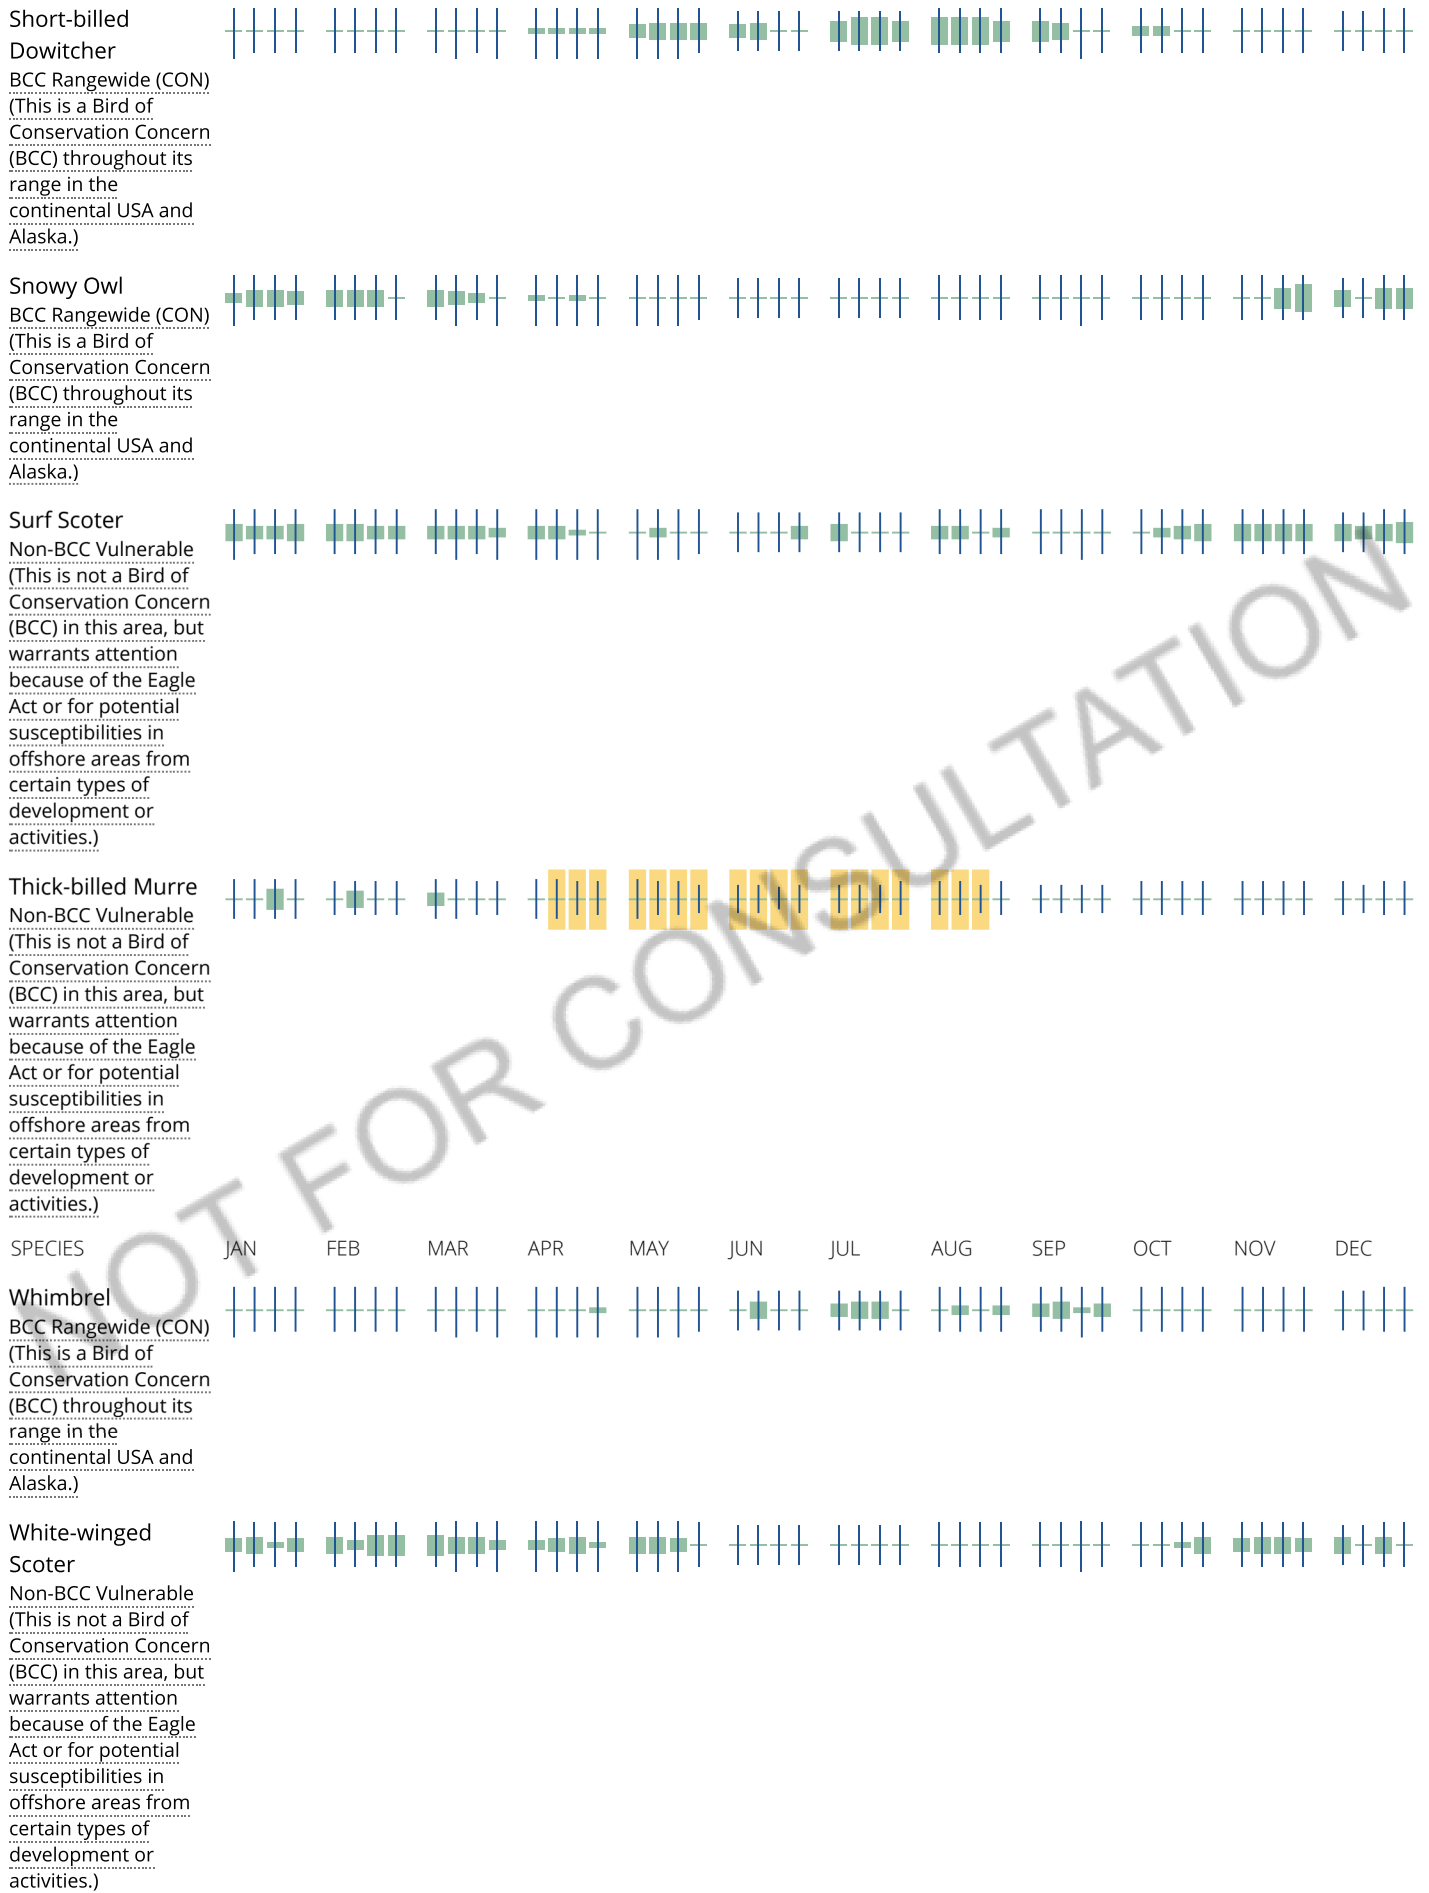 Short-billed
Dowitcher
BCC Rangewide (CON)
(This is a Bird of
Conservation Concern
(BCC) throughout its
range in the
continental USA and
Alaska.)
Snowy Owl
BCC Rangewide (CON)
(This is a Bird of
Conservation Concern
(BCC) throughout its
range in the
continental USA and
Alaska.)
Surf Scoter
Non-BCC Vulnerable
(This is not a Bird of
Conservation Concern
(BCC) in this area, but
warrants attention
because of the Eagle
Act or for potential
susceptibilities in
offshore areas from
certain types of
development or
activities.)
Thick-billed Murre
Non-BCC Vulnerable
(This is not a Bird of
Conservation Concern
(BCC) in this area, but
warrants attention
because of the Eagle
Act or for potential
susceptibilities in
offshore areas from
certain types of
development or
activities.)
SPECIES JAN FEB MAR APR MAY JUN JUL AUG SEP OCT NOV DEC
Whimbrel
BCC Rangewide (CON)
(This is a Bird of
Conservation Concern
(BCC) throughout its
range in the
continental USA and
Alaska.)
White-winged
Scoter
Non-BCC Vulnerable
(This is not a Bird of
Conservation Concern
(BCC) in this area, but
warrants attention
because of the Eagle
Act or for potential
susceptibilities in
offshore areas from
certain types of
development or
activities.)
NOT FOR CONSULTATION